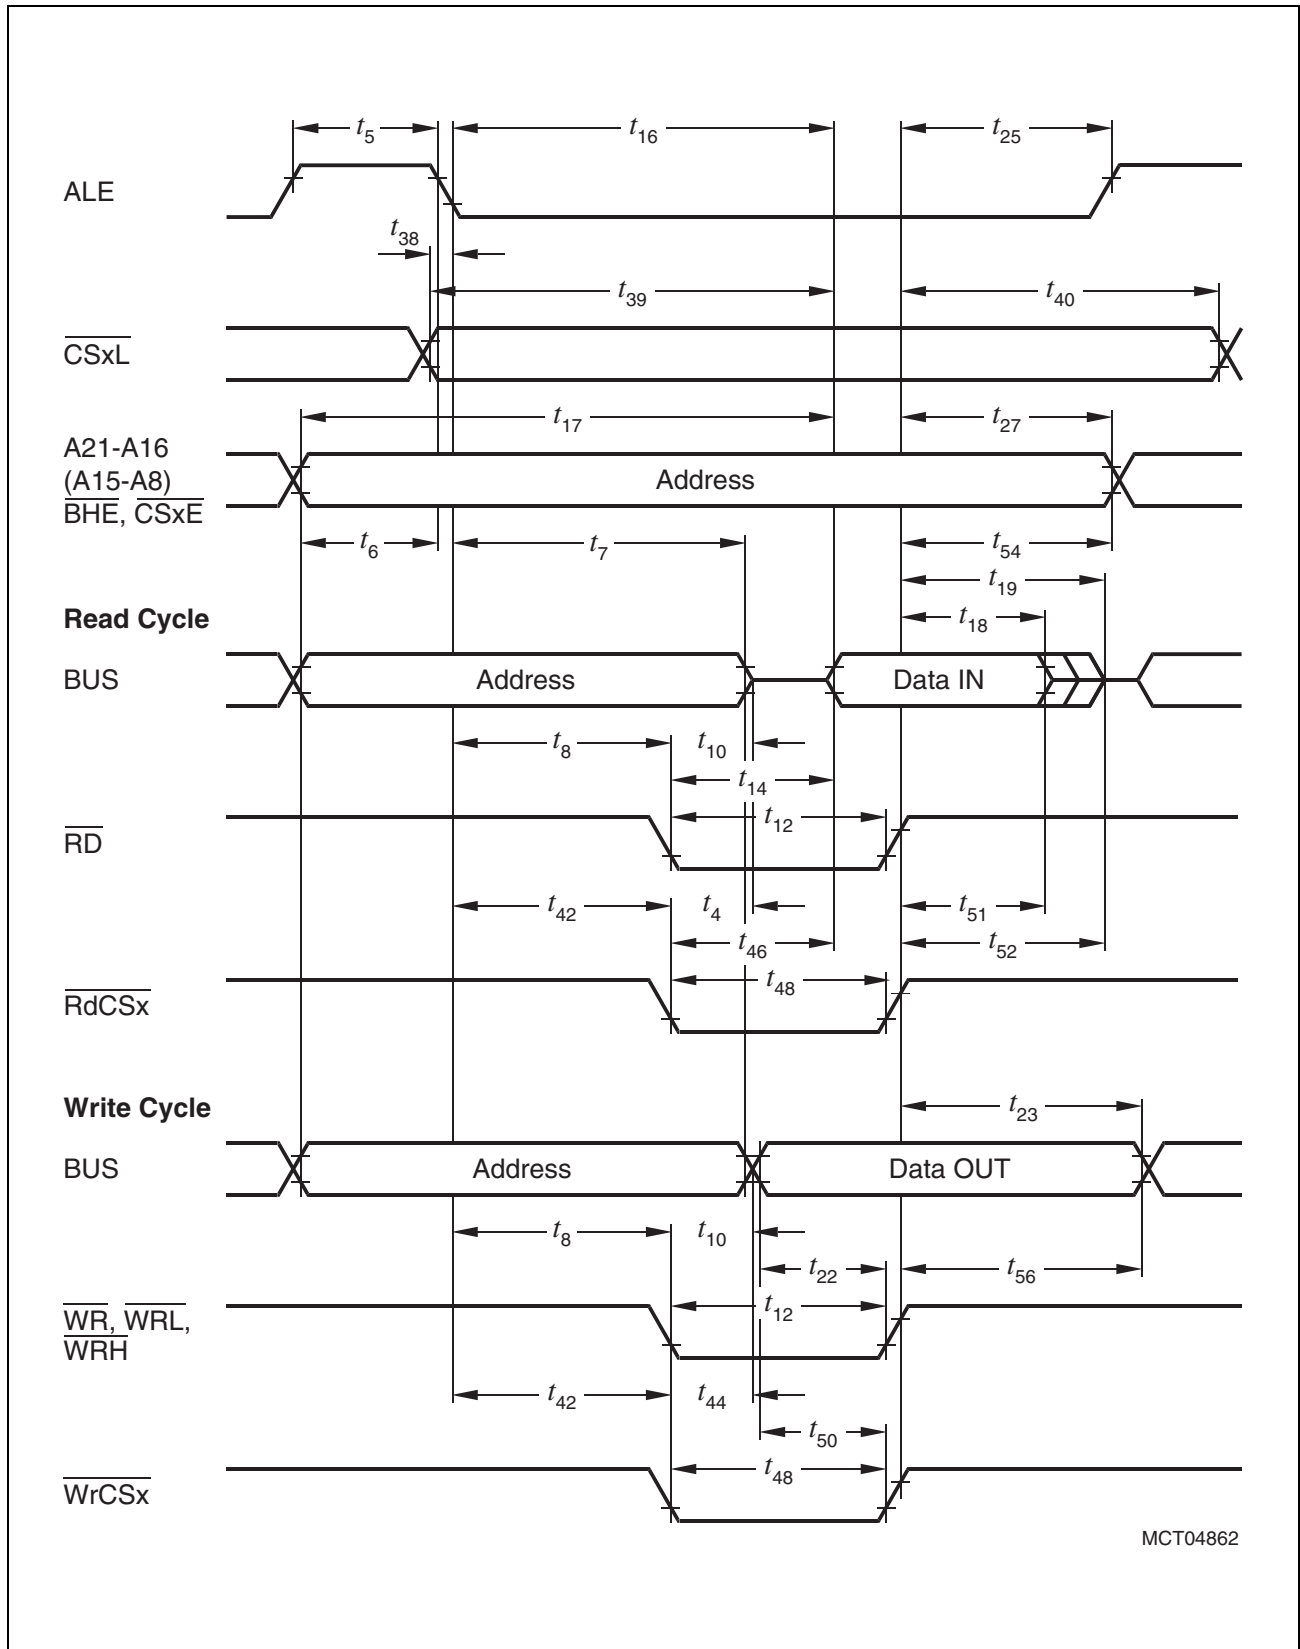 t5 t16 t25
ALE
t38
t39 t40
CSxL
t17 t27
A21-A16
(A15-A8)
BHE, CSxE
Address
t6 t7 t54
t19
Read Cycle
t18
BUS Address Data IN
t8 t10
t14
t12
RD
t42 t4 t51
t46 t52
t48
RdCSx
Write Cycle
t23
BUS Address Data OUT
t8 t10
t22 t56
t12
WR, WRL,
WRH
t42 t44
t50
t48
WrCSx
MCT04862